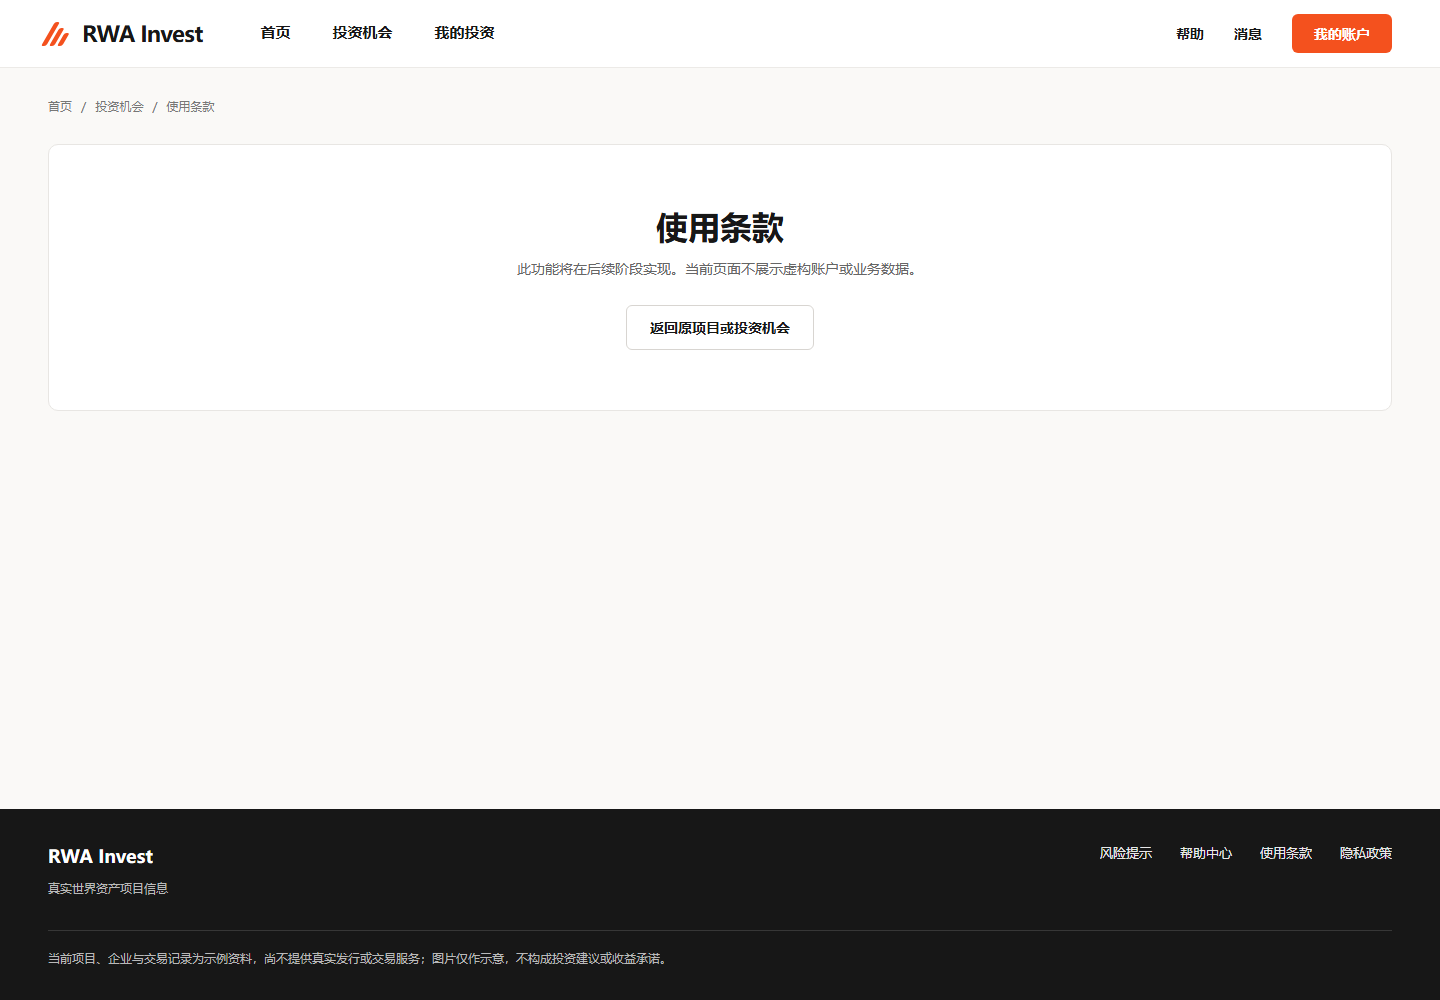 RWA Invest 首页 投资机会 我的投资 帮助 消息 我的账户
首页 / 投资机会 / 使用条款
使用条款
此功能将在后续阶段实现。当前页面不展示虚构账户或业务数据。
返回原项目或投资机会
RWA Invest
风险提示 帮助中心 使用条款 隐私政策
真实世界资产项目信息
当前项目、企业与交易记录为示例资料，尚不提供真实发行或交易服务；图片仅作示意，不构成投资建议或收益承诺。